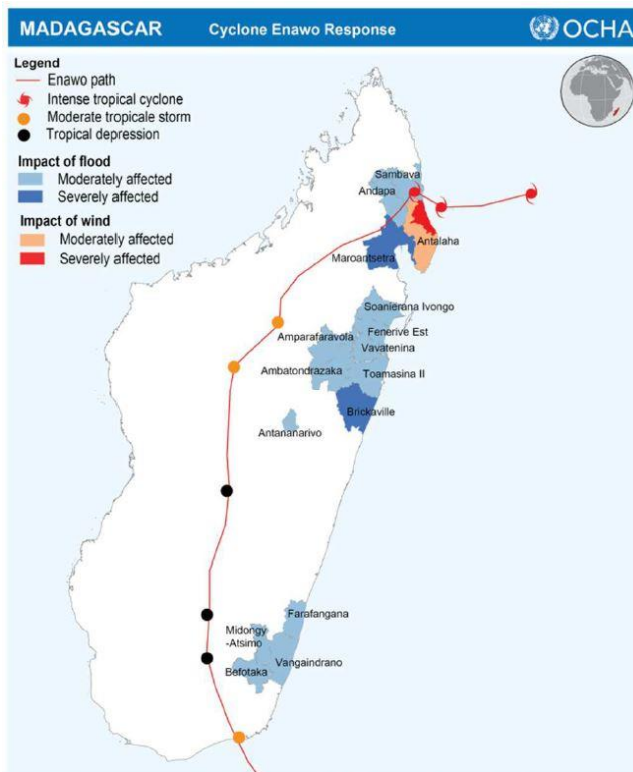 MADAGASCAR Cyclone Enawo Response OCHA
Legend
Enawo path
Intense tropical cyclone
Moderate tropicale storm
Tropical depression
Impact of flood
Moderately affected
Severely affected
Impact of wind
Moderately affected
Severely affected
Sambava
Andapa
Antalaha
Maroantsetra
Soanierana Ivongo
Fenerive Est
Amparafaravola
Vavatenina
Ambatondrazaka
Toamasina II
Brickaville
Antananarivo
Farafangana
Midongy
-Atsimo
Vangaindrano
Befotaka